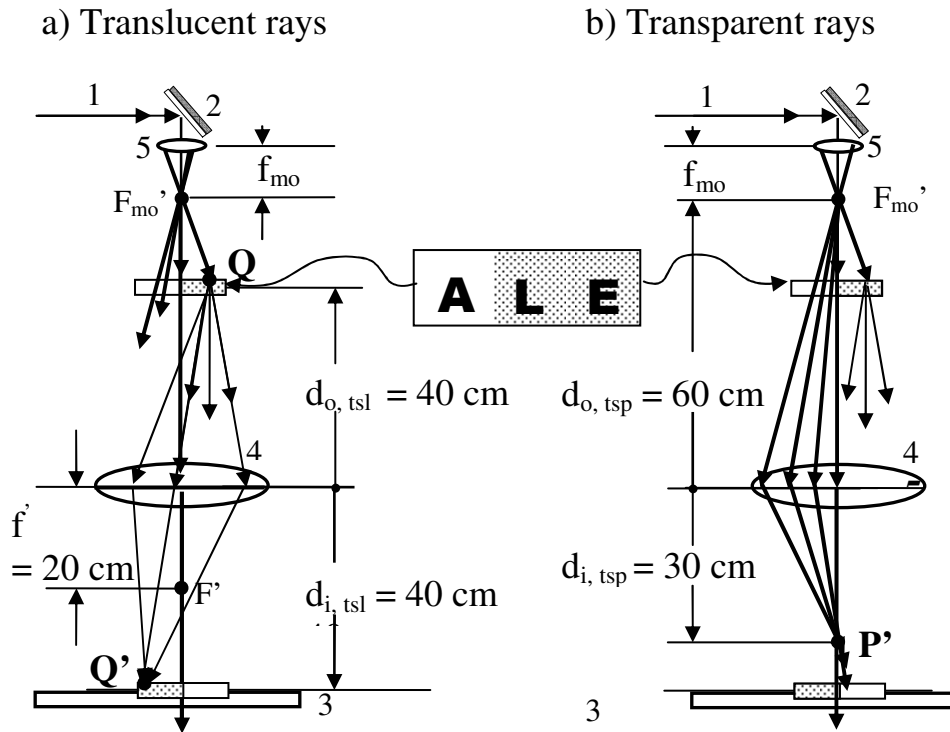 a) Translucent rays
b) Transparent rays
1
2
5
f_mo
F_mo'
Q
d_o, tsl = 40 cm
4
f'
= 20 cm
F'
d_i, tsl = 40 cm
Q'
3
A L E
1
2
5
f_mo
F_mo'
d_o, tsp = 60 cm
4
d_i, tsp = 30 cm
P'
3